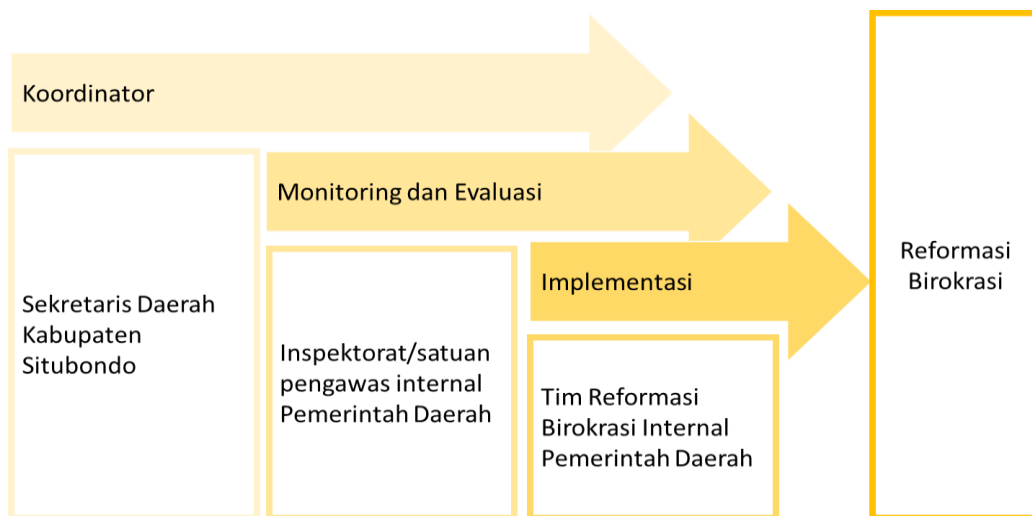 Koordinator
Sekretaris Daerah
Kabupaten
Situbondo
Monitoring dan Evaluasi
Inspektorat/satuan
pengawas internal
Pemerintah Daerah
Implementasi
Tim Reformasi
Birokrasi Internal
Pemerintah Daerah
Reformasi
Birokrasi